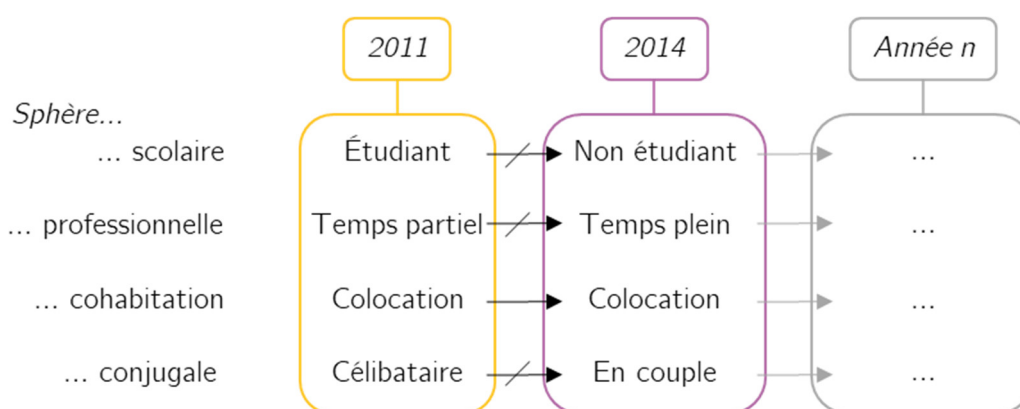 2011 2014 Année n
Sphère...
... scolaire Étudiant Non étudiant ...
... professionnelle Temps partiel Temps plein ...
... cohabitation Colocation Colocation ...
... conjugale Célibataire En couple ...